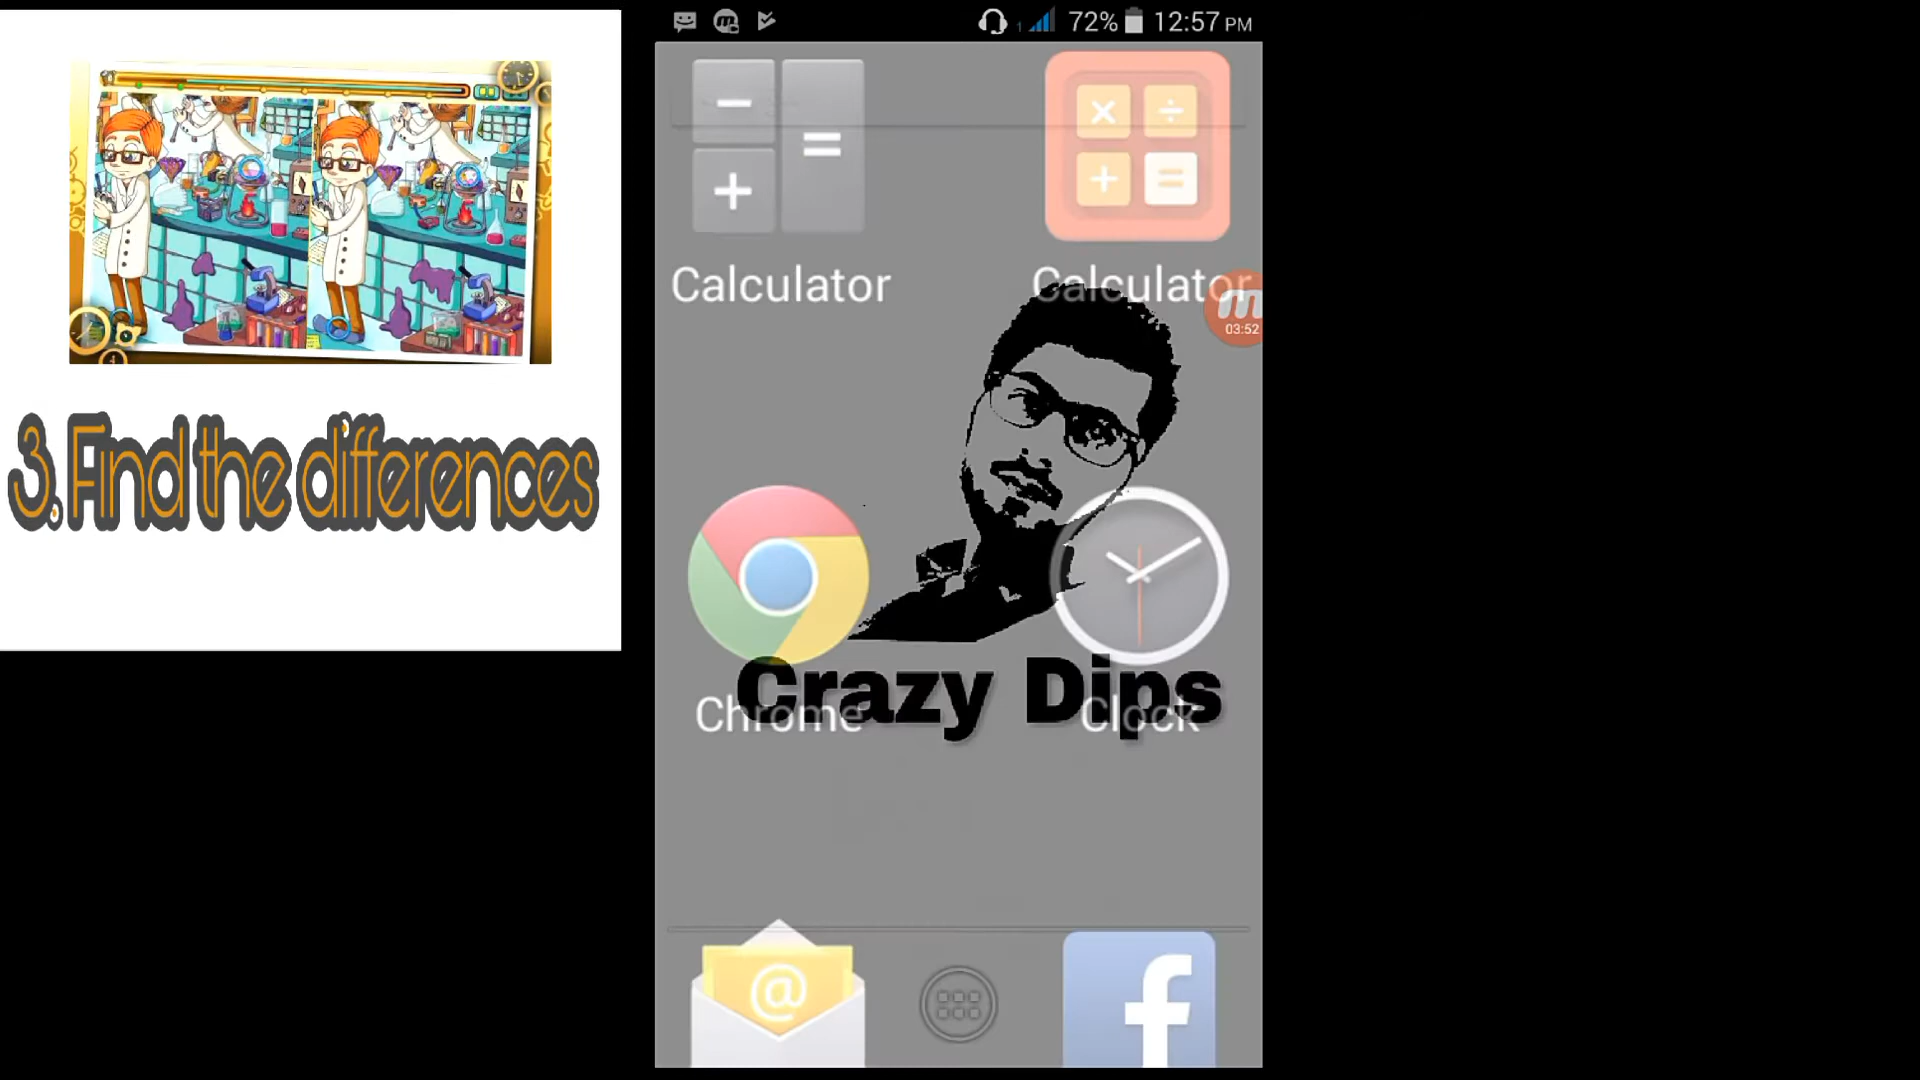 72% 12:57 PM
Calculator
Calculator
03:52
3. Find the differences
Crazy Dips
Chrome
Clock